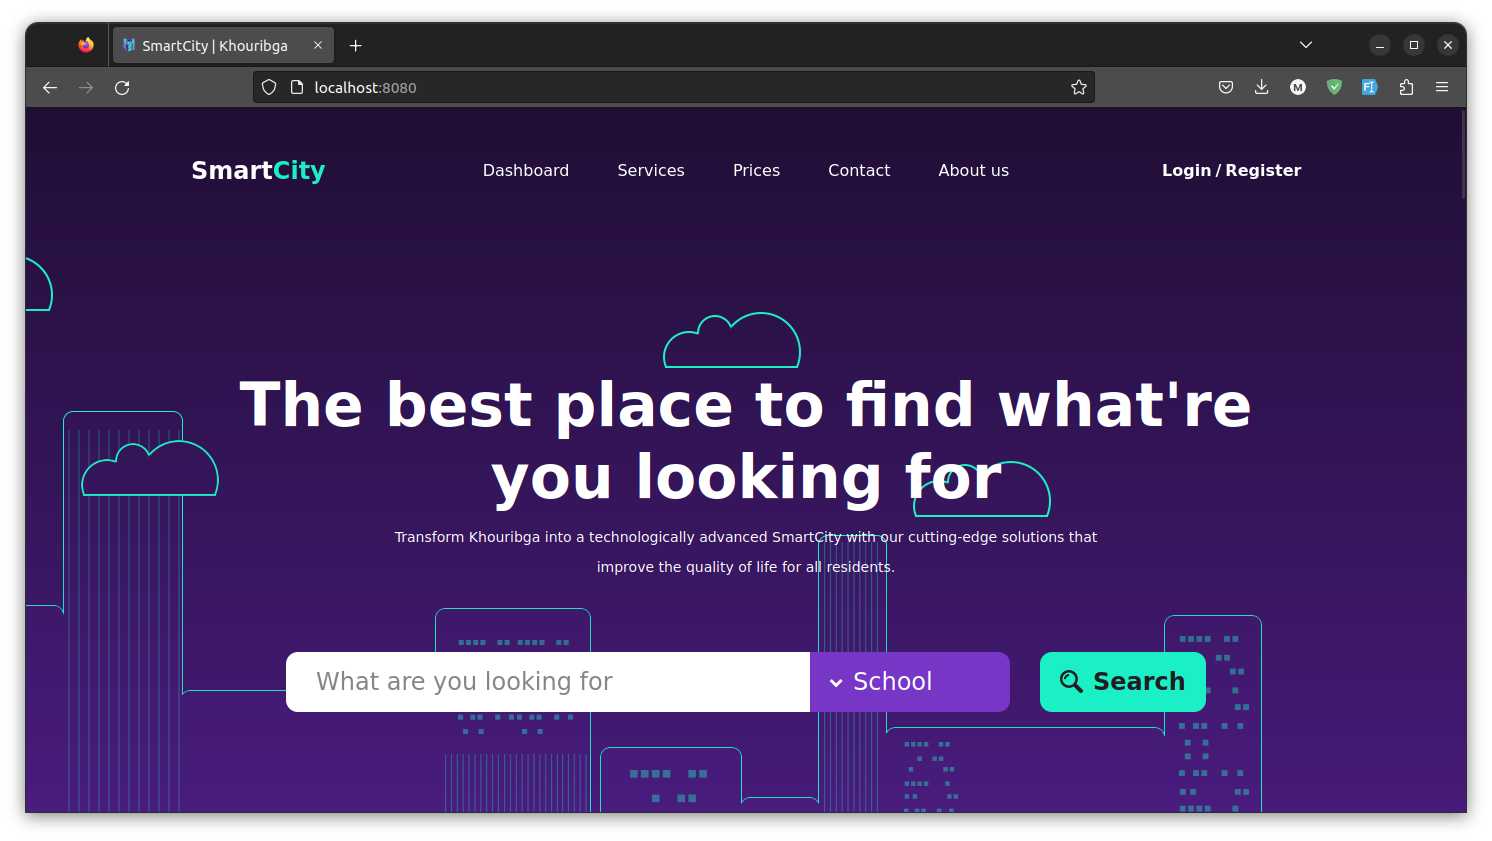 SmartCity | Khouribga
localhost:8080
SmartCity
Dashboard Services Prices Contact About us
Login / Register
The best place to find what're
you looking for
Transform Khouribga into a technologically advanced SmartCity with our cutting-edge solutions that
improve the quality of life for all residents.
What are you looking for
School
Search